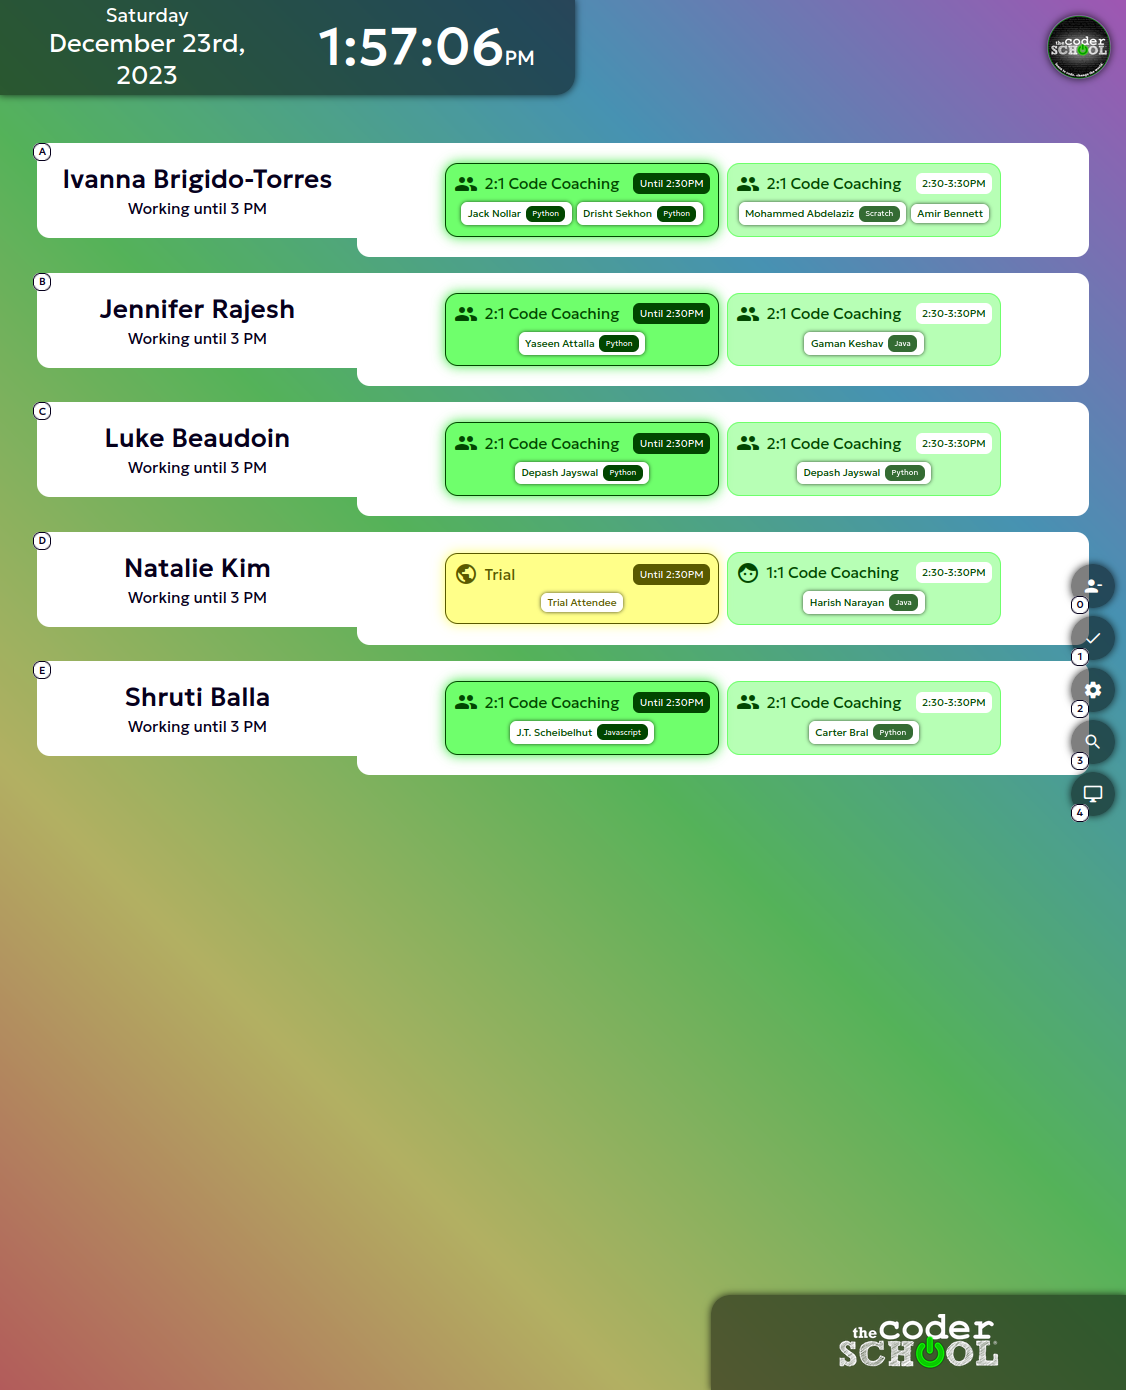 Saturday
December 23rd,
2023
1:57:06PM
the coder
SCHOOL
A
Ivanna Brigido-Torres
Working until 3 PM
2:1 Code Coaching Until 2:30PM
Jack Nollar Python Drisht Sekhon Python
2:1 Code Coaching 2:30-3:30PM
Mohammed Abdelaziz Scratch Amir Bennett
B
Jennifer Rajesh
Working until 3 PM
2:1 Code Coaching Until 2:30PM
Yaseen Attalla Python
2:1 Code Coaching 2:30-3:30PM
Gaman Keshav Java
C
Luke Beaudoin
Working until 3 PM
2:1 Code Coaching Until 2:30PM
Depash Jayswal Python
2:1 Code Coaching 2:30-3:30PM
Depash Jayswal Python
D
Natalie Kim
Working until 3 PM
Trial Until 2:30PM
Trial Attendee
1:1 Code Coaching 2:30-3:30PM
Harish Narayan Java
E
Shruti Balla
Working until 3 PM
2:1 Code Coaching Until 2:30PM
J.T. Scheibelhut Javascript
2:1 Code Coaching 2:30-3:30PM
Carter Bral Python
0
1
2
3
4
the coder
SCHOOL